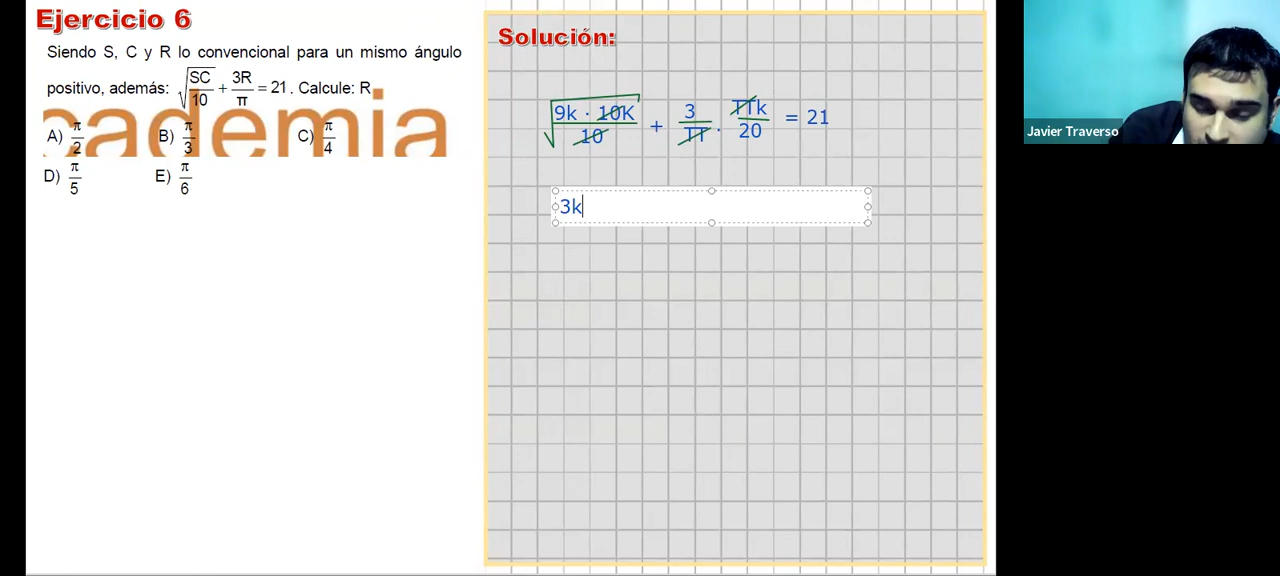 Ejercicio 6
Siendo S, C y R lo convencional para un mismo ángulo
positivo, además: √(SC/10) + 3R/π = 21. Calcule: R
cademia
A) π/2 B) π/3 C) π/4
D) π/5 E) π/6
Solución:
√(9k · 10K/10) + 3/π · πk/20 = 21
3k
Javier Traverso